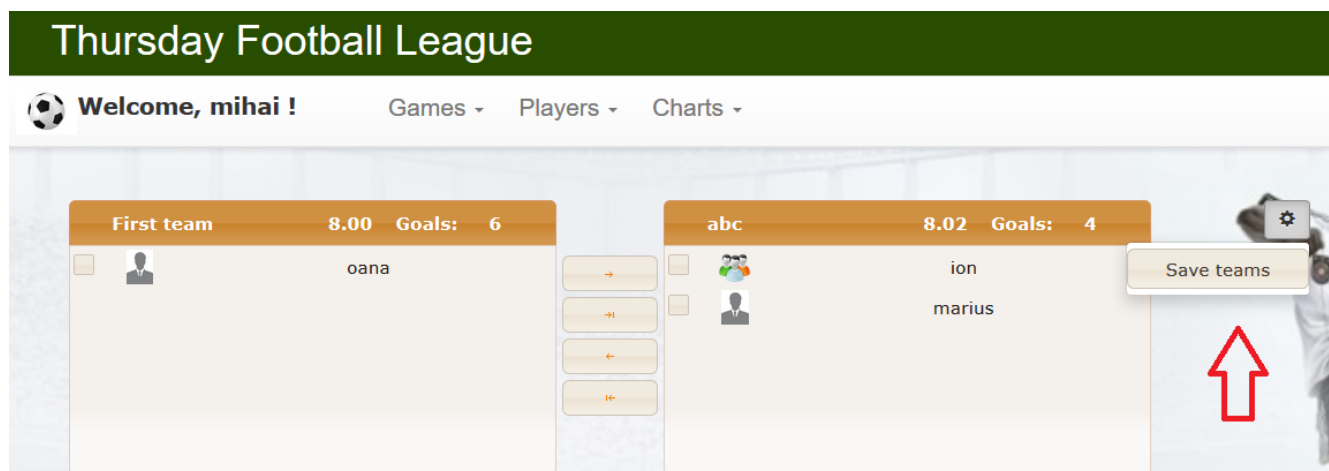 Thursday Football League
Welcome, mihai !
Games
Players
Charts
First team 8.00 Goals: 6
abc 8.02 Goals: 4
oana
ion
marius
Save teams